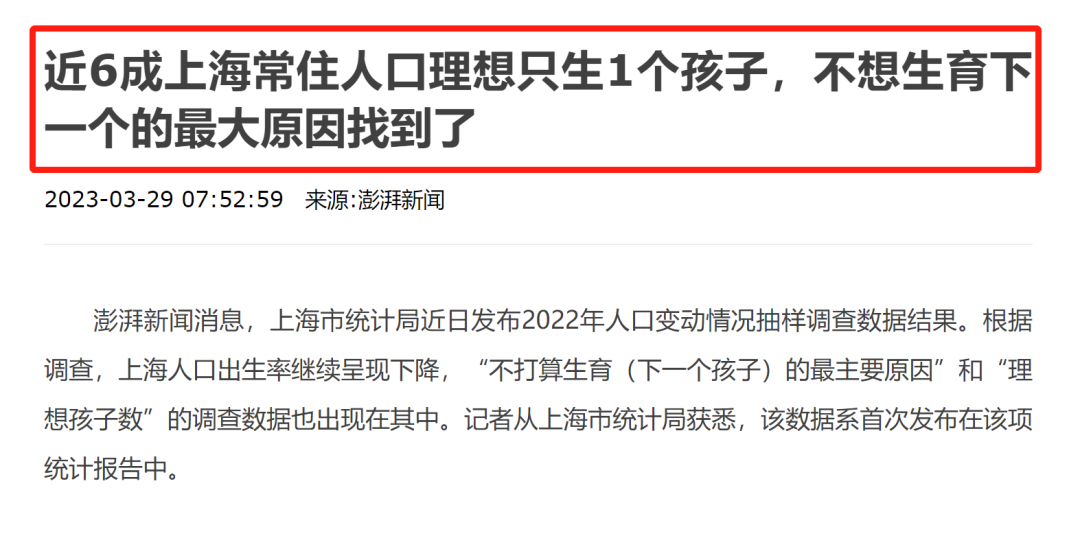 近6成上海常住人口理想只生1个孩子，不想生育下
一个的最大原因找到了
2023-03-29 07:52:59 来源:澎湃新闻
澎湃新闻消息，上海市统计局近日发布2022年人口变动情况抽样调查数据结果。根据
调查，上海人口出生率继续呈现下降，“不打算生育（下一个孩子）的最主要原因”和“理
想孩子数”的调查数据也出现在其中。记者从上海市统计局获悉，该数据系首次发布在该项
统计报告中。